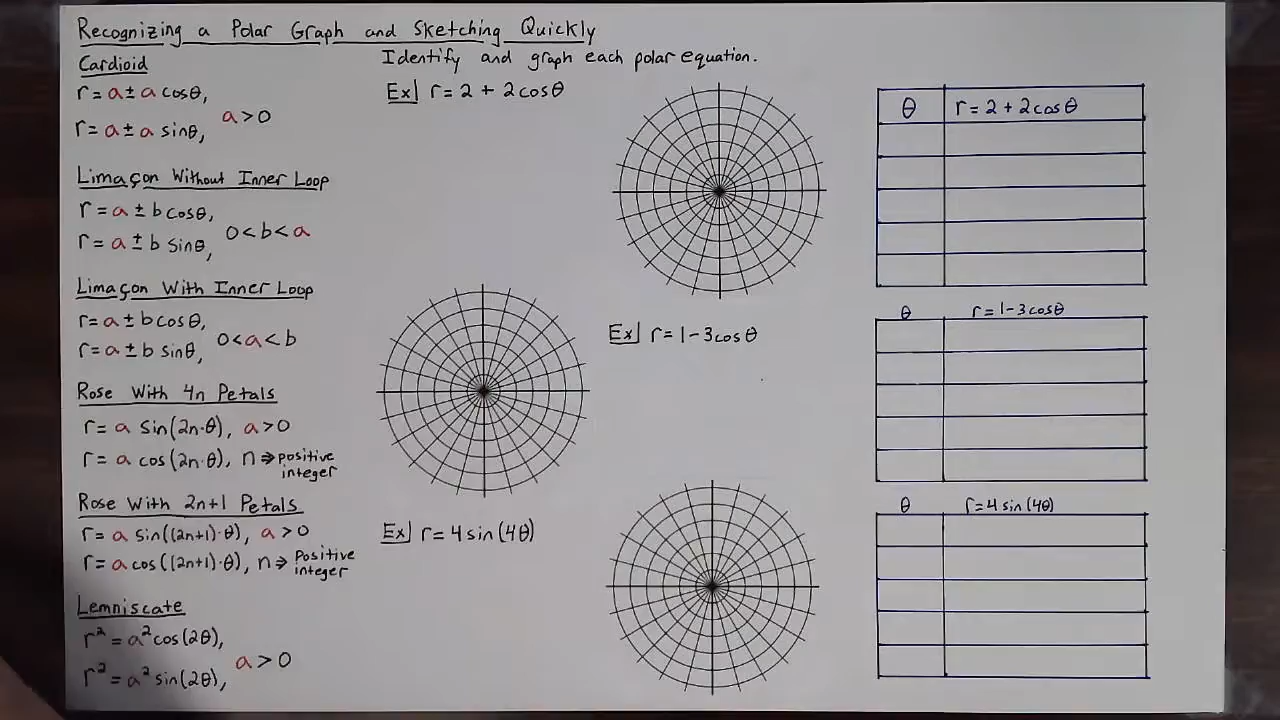 Recognizing a Polar Graph and Sketching Quickly
Cardioid
r = a ± a cosθ,
r = a ± a sinθ,
a > 0
Limaçon Without Inner Loop
r = a ± b cosθ,
r = a ± b sinθ,
0 < b < a
Limaçon With Inner Loop
r = a ± b cosθ,
r = a ± b sinθ,
0 < a < b
Rose With 4n Petals
r = a sin(2n·θ), a > 0
r = a cos(2n·θ), n ⇒ positive integer
Rose With 2n+1 Petals
r = a sin((2n+1)·θ), a > 0
r = a cos((2n+1)·θ), n ⇒ Positive integer
Lemniscate
r² = a² cos(2θ),
r² = a² sin(2θ),
a > 0
Identify and graph each polar equation.
Ex| r = 2 + 2cosθ
Ex| r = 1 - 3cosθ
Ex| r = 4 sin(4θ)
θ r = 2 + 2cosθ
θ r = 1 - 3cosθ
θ r = 4 sin(4θ)